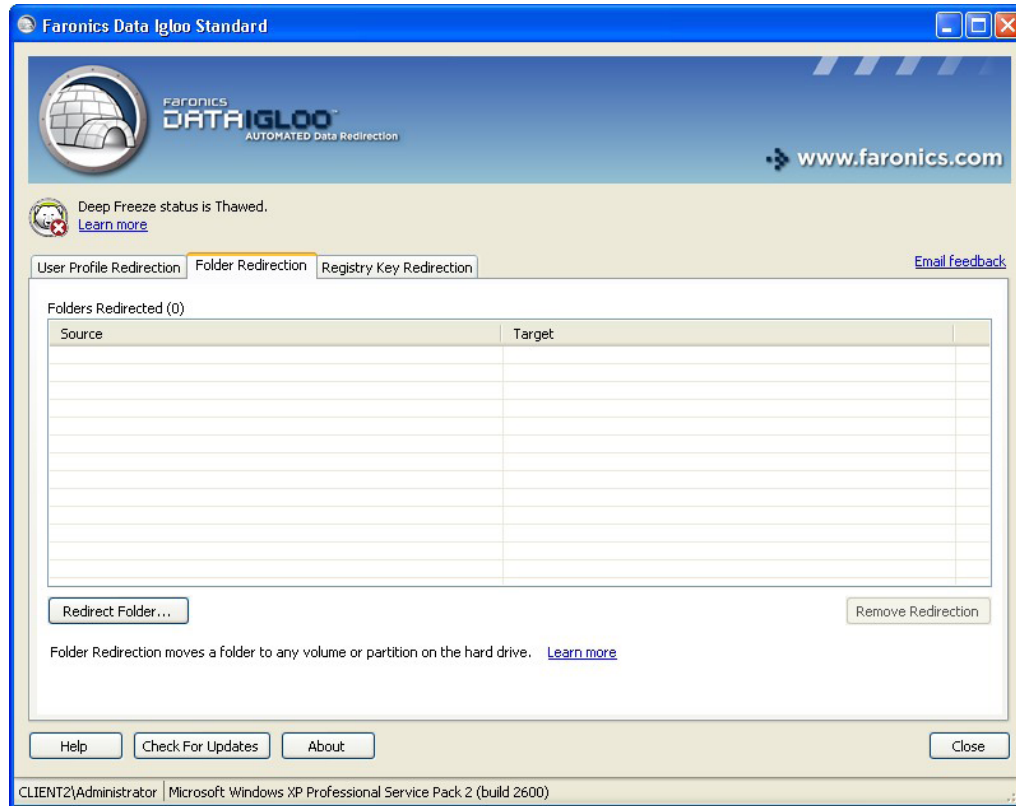 Faronics Data Igloo Standard
FARONICS
DATAIGLOO™
AUTOMATED Data Redirection
www.faronics.com
Deep Freeze status is Thawed.
Learn more
User Profile Redirection Folder Redirection Registry Key Redirection Email feedback
Folders Redirected (0)
Source Target
Redirect Folder... Remove Redirection
Folder Redirection moves a folder to any volume or partition on the hard drive. Learn more
Help Check For Updates About Close
CLIENT2\Administrator Microsoft Windows XP Professional Service Pack 2 (build 2600)